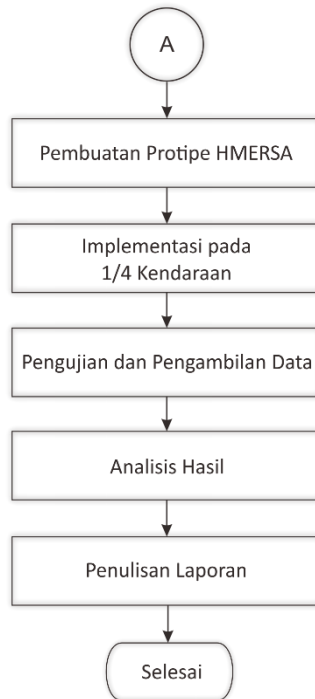 A
Pembuatan Protipe HMERSA
Implementasi pada
1/4 Kendaraan
Pengujian dan Pengambilan Data
Analisis Hasil
Penulisan Laporan
Selesai